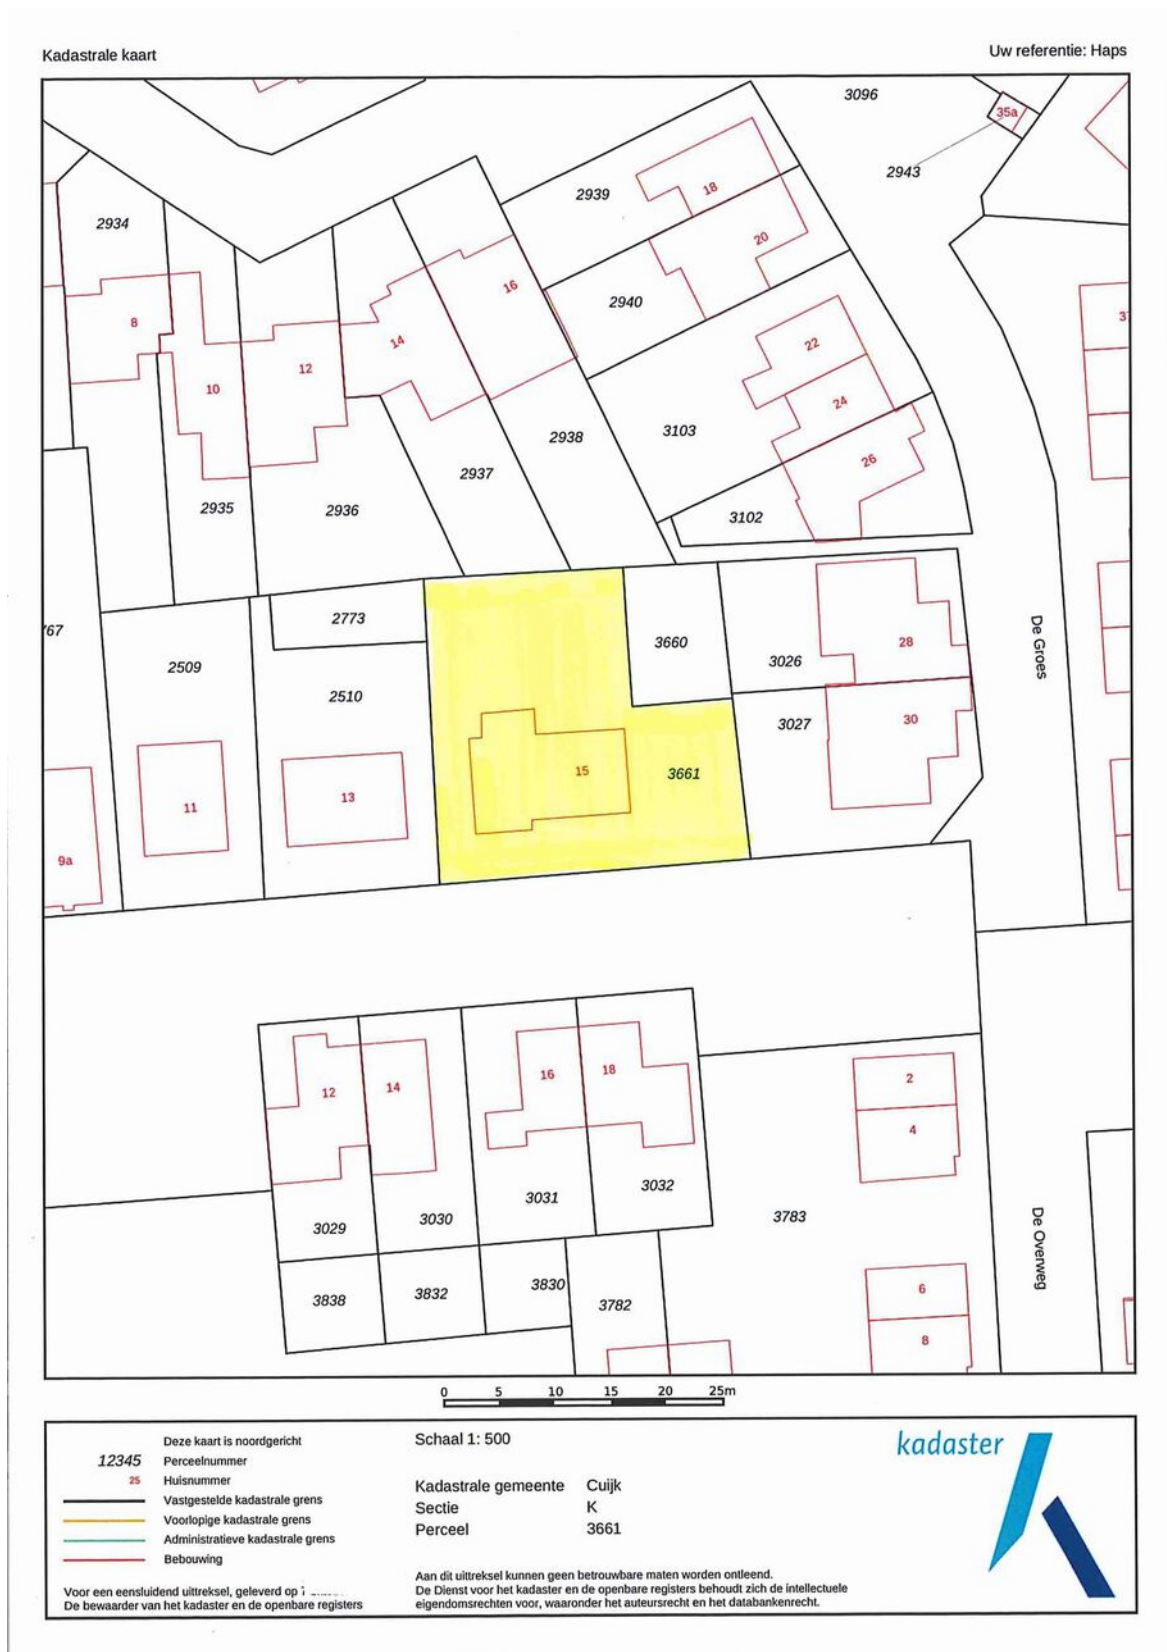 Kadastrale kaart
Uw referentie: Haps
3096
35a
2943
2939
18
2934
20
16
2940
8
14
22
12
10
24
2938
3103
26
2937
2935
2936
3102
767
2773
3660
De Groes
2509
28
3026
2510
30
3027
15
3661
13
11
9a
2
16
18
14
12
4
3032
3031
3783
3030
3029
De Overweg
3830
6
3832
3838
3782
8
0 5 10 15 20 25m
Deze kaart is noordgericht
12345 Perceelnummer
25 Huisnummer
Vastgestelde kadastrale grens
Voorlopige kadastrale grens
Administratieve kadastrale grens
Bebouwing
Voor een eensluidend uittreksel, geleverd op
De bewaarder van het kadaster en de openbare registers
Schaal 1: 500
Kadastrale gemeente Cuijk
Sectie K
Perceel 3661
Aan dit uittreksel kunnen geen betrouwbare maten worden ontleend.
De Dienst voor het kadaster en de openbare registers behoudt zich de intellectuele
eigendomsrechten voor, waaronder het auteursrecht en het databankenrecht.
kadaster